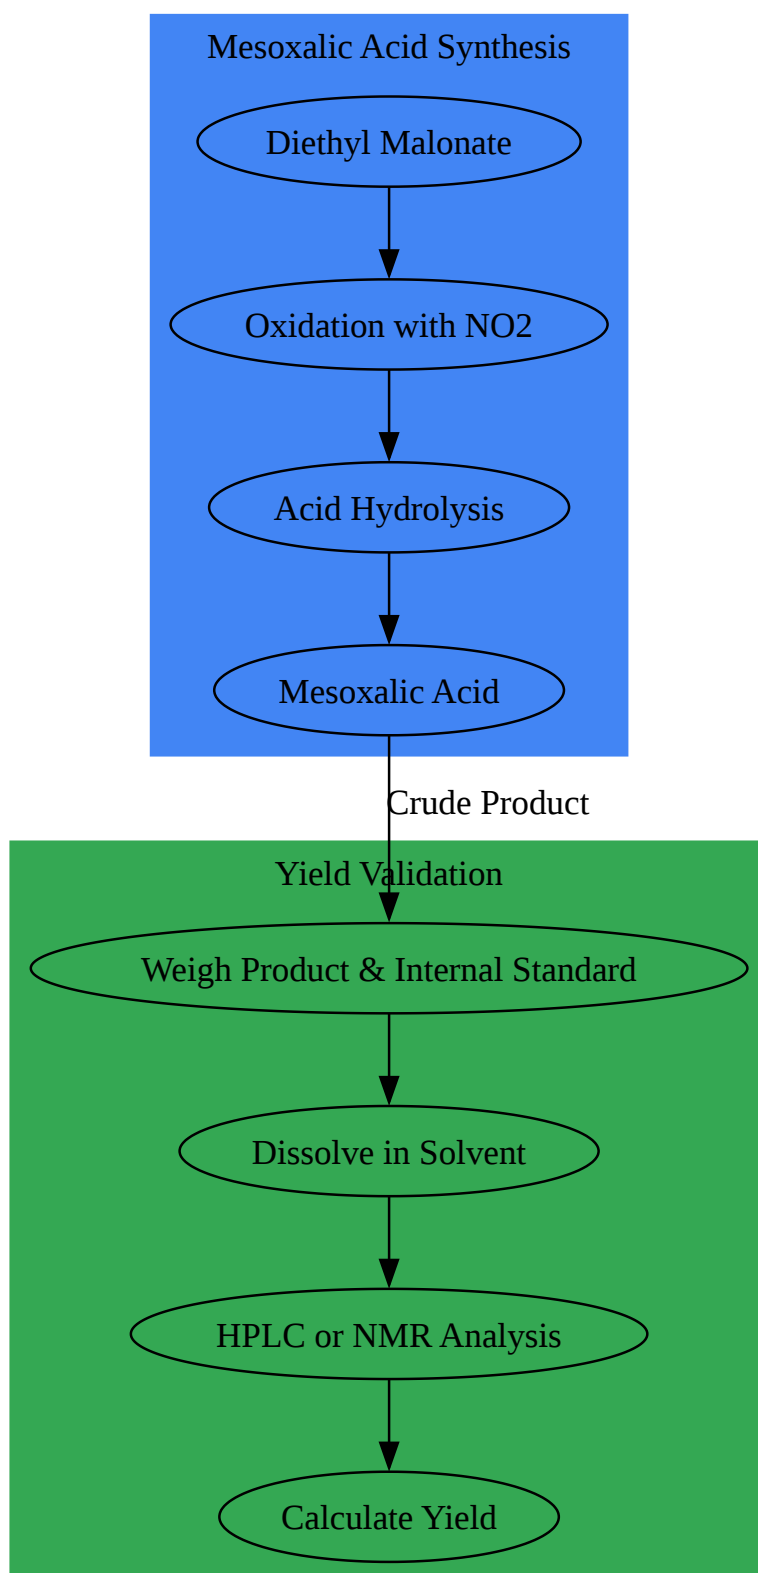 Mesoxalic Acid Synthesis
Diethyl Malonate
Oxidation with NO2
Acid Hydrolysis
Mesoxalic Acid
Crude Product
Yield Validation
Weigh Product & Internal Standard
Dissolve in Solvent
HPLC or NMR Analysis
Calculate Yield